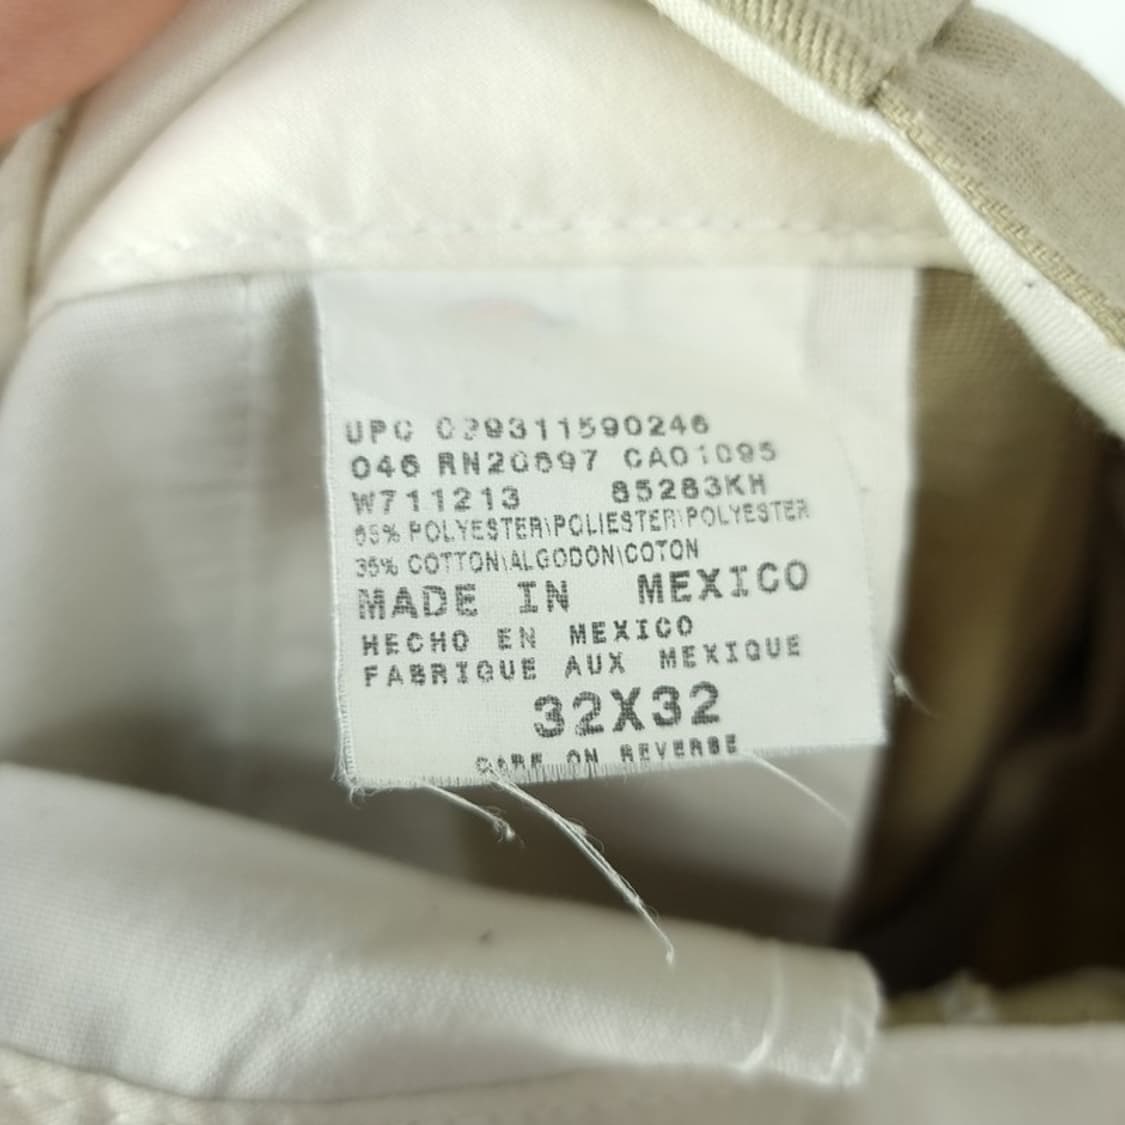 UPC 029311590246
046 RN20697 CA01095
W711213 85283KH
65% POLYESTER\POLIESTER\POLYESTER
35% COTTON\ALGODON\COTON
MADE IN MEXICO
HECHO EN MEXICO
FABRIQUE AUX MEXIQUE
32X32
CARE ON REVERSE